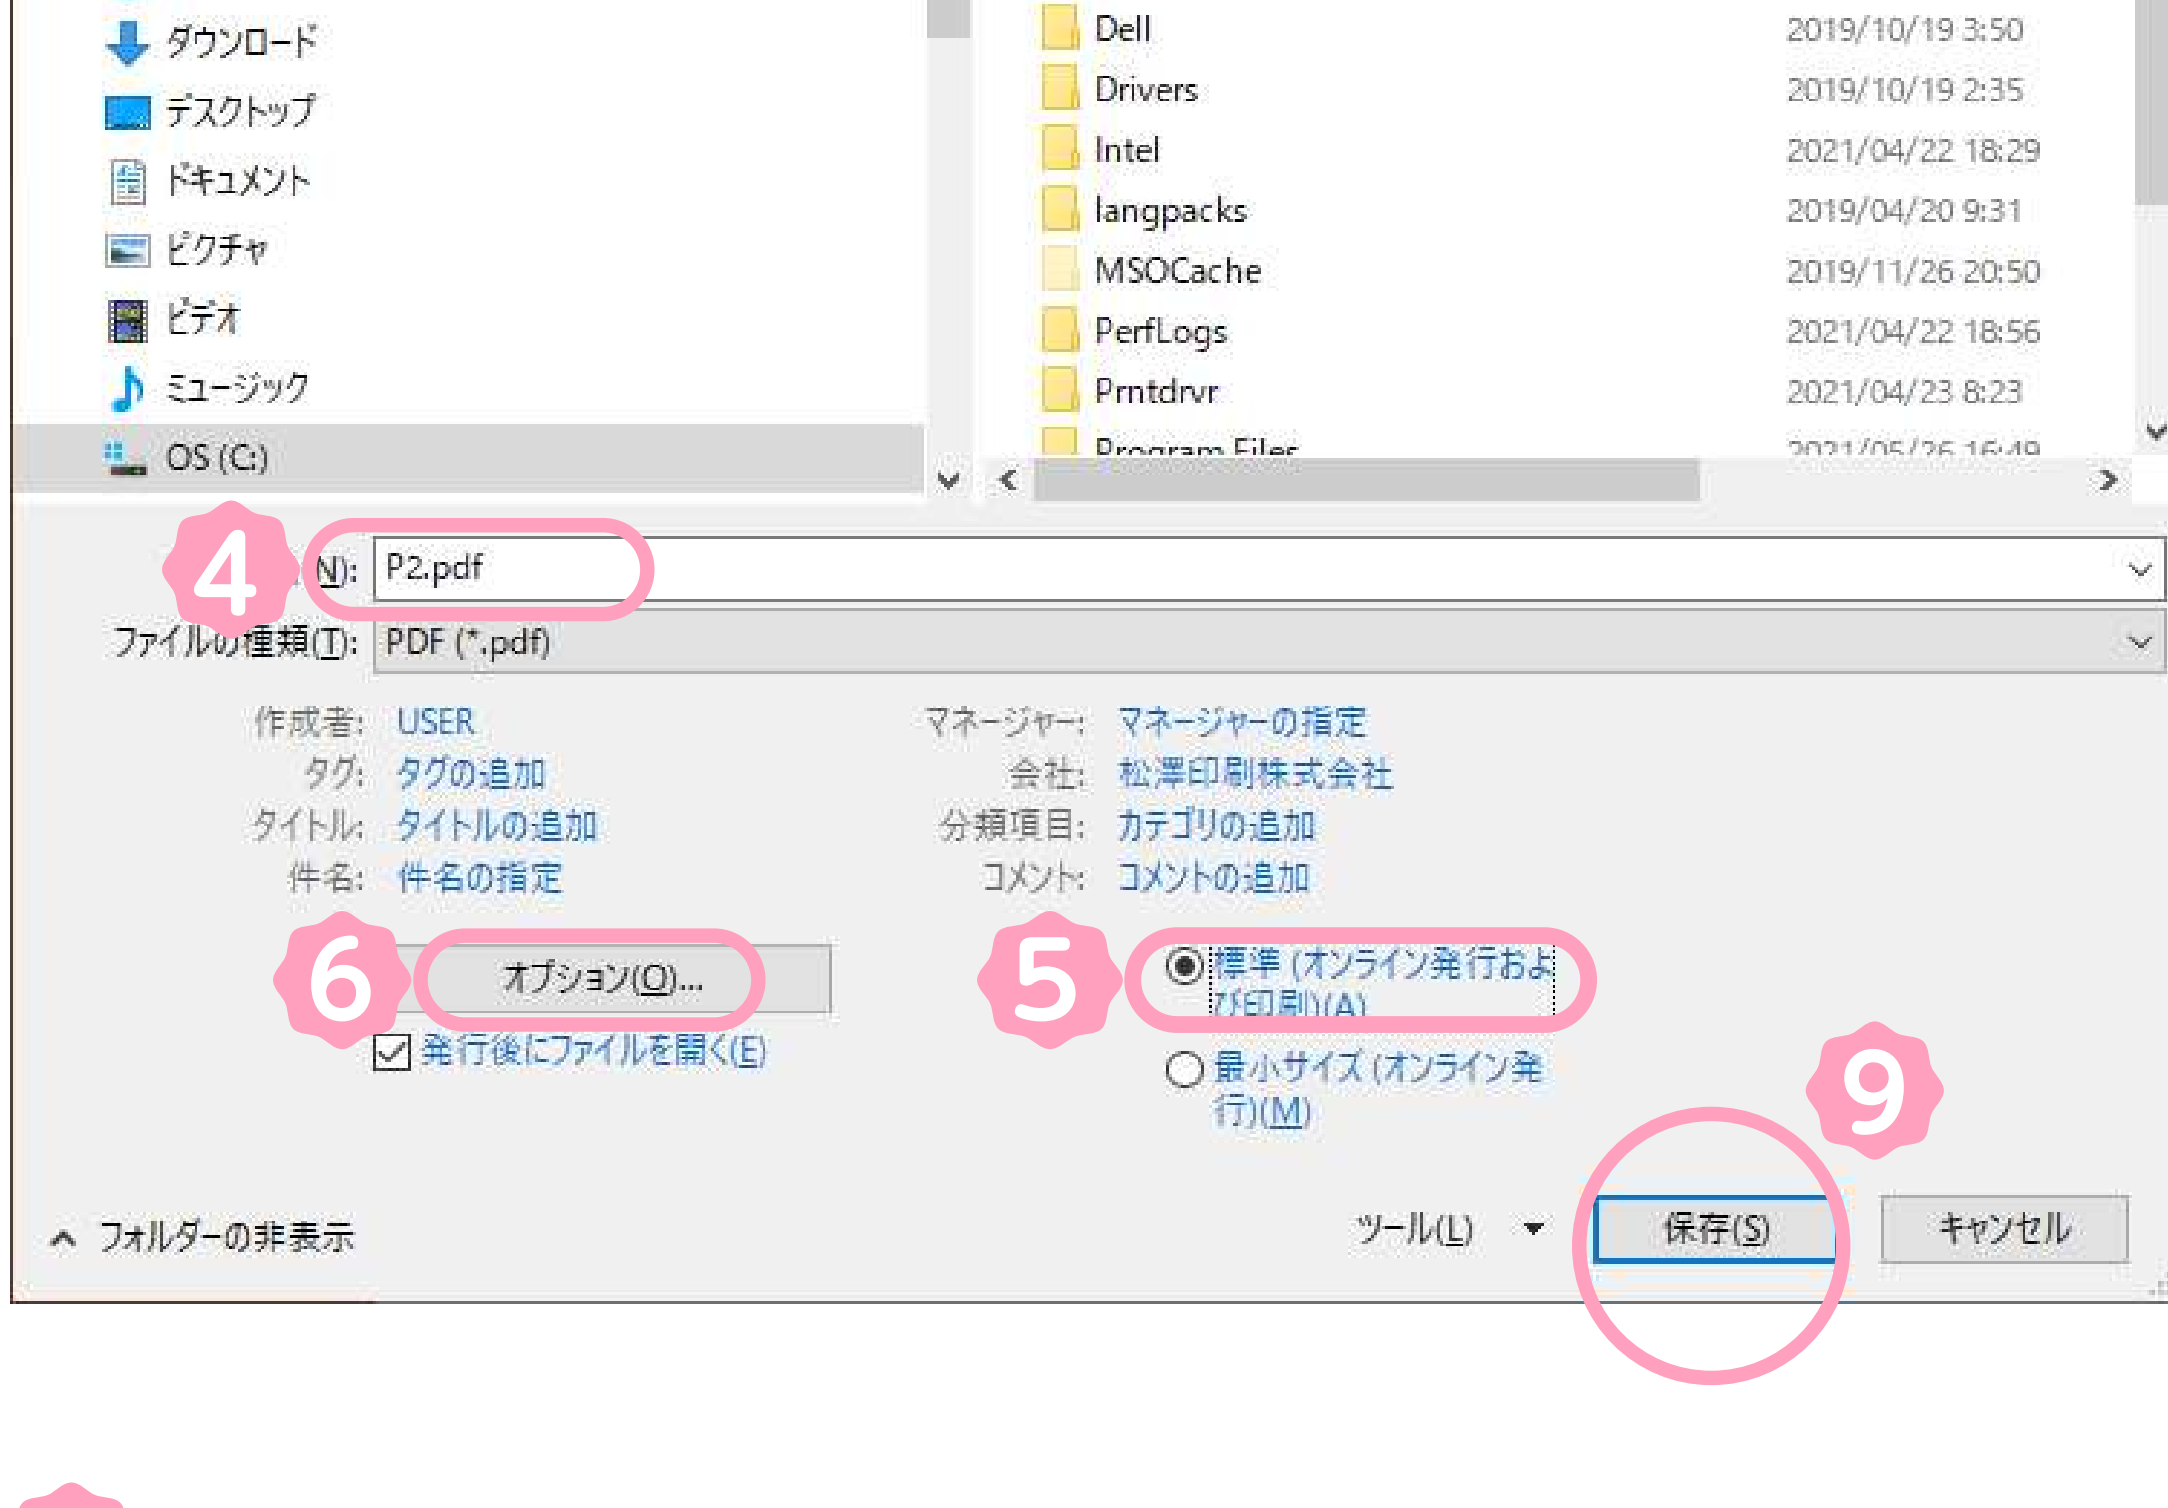 ダウンロード
デスクトップ
ドキュメント
ピクチャ
ビデオ
ミュージック
OS (C:)
Dell 2019/10/19 3:50
Drivers 2019/10/19 2:35
Intel 2021/04/22 18:29
langpacks 2019/04/20 9:31
MSOCache 2019/11/26 20:50
PerfLogs 2021/04/22 18:56
Prntdrvr 2021/04/23 8:23
Program Files 2021/05/26 16:49
4 (N): P2.pdf
ファイルの種類(T): PDF (*.pdf)
作成者: USER
タグ: タグの追加
タイトル: タイトルの追加
件名: 件名の指定
マネージャー: マネージャーの指定
会社: 松澤印刷株式会社
分類項目: カテゴリの追加
コメント: コメントの追加
6 オプション(O)...
発行後にファイルを開く(E)
5 標準 (オンライン発行およ
び印刷)(A)
最小サイズ (オンライン発
行)(M)
9
フォルダーの非表示
ツール(L)
保存(S)
キャンセル